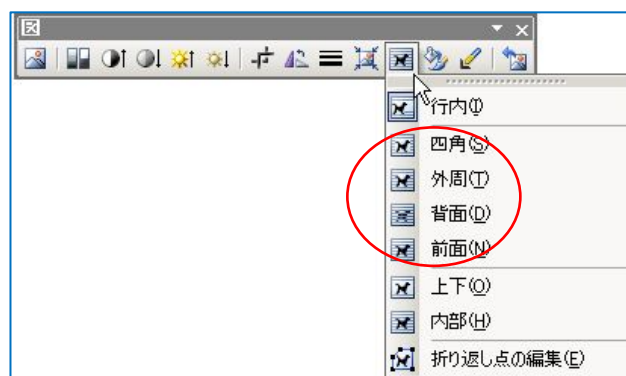 図
行内(I)
四角(S)
外周(T)
背面(D)
前面(N)
上下(O)
内部(H)
折り返し点の編集(E)